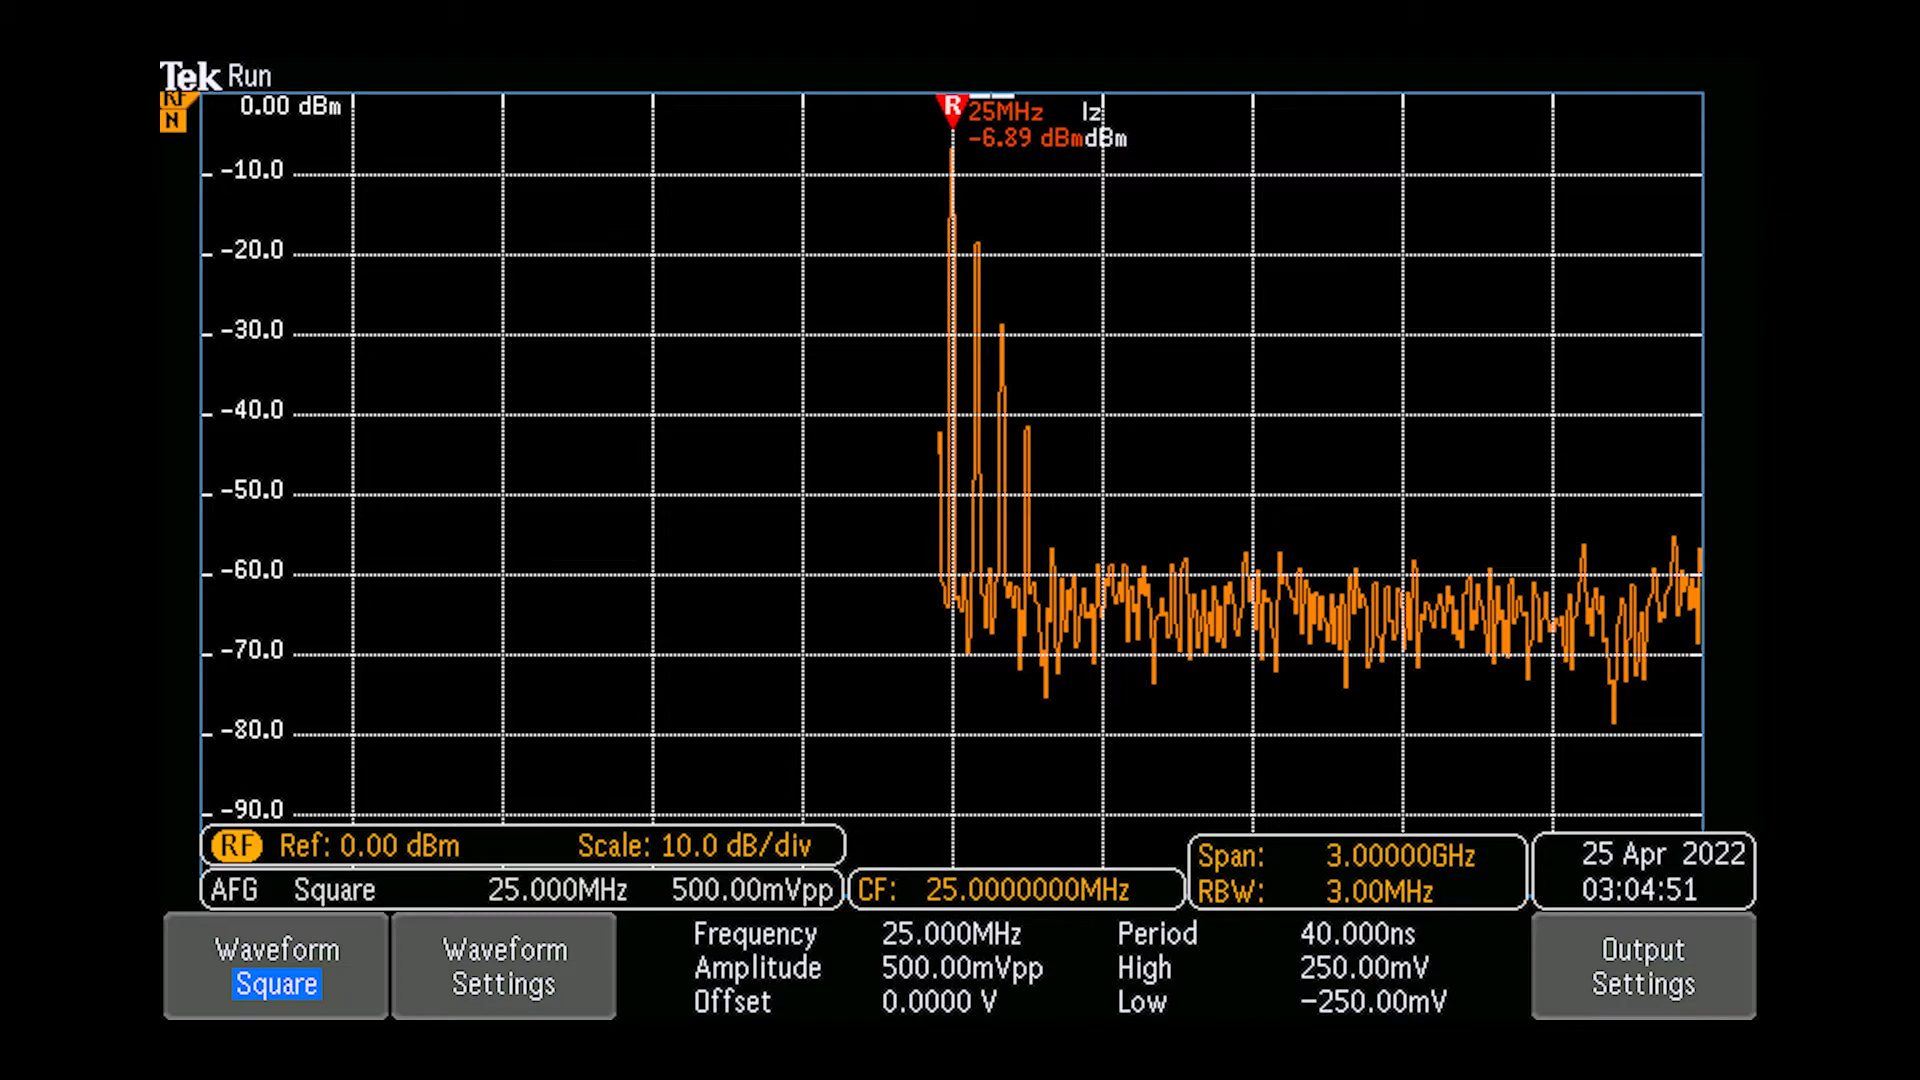 Tek Run
RF
N
0.00 dBm
R
25MHz
-6.89 dBm dBm
-10.0
-20.0
-30.0
-40.0
-50.0
-60.0
-70.0
-80.0
-90.0
RF Ref: 0.00 dBm Scale: 10.0 dB/div
AFG Square 25.000MHz 500.00mVpp
CF: 25.0000000MHz
Span: 3.00000GHz
RBW: 3.00MHz
25 Apr 2022
03:04:51
Waveform
Square
Waveform
Settings
Frequency 25.000MHz Period 40.000ns
Amplitude 500.00mVpp High 250.00mV
Offset 0.0000 V Low -250.00mV
Output
Settings